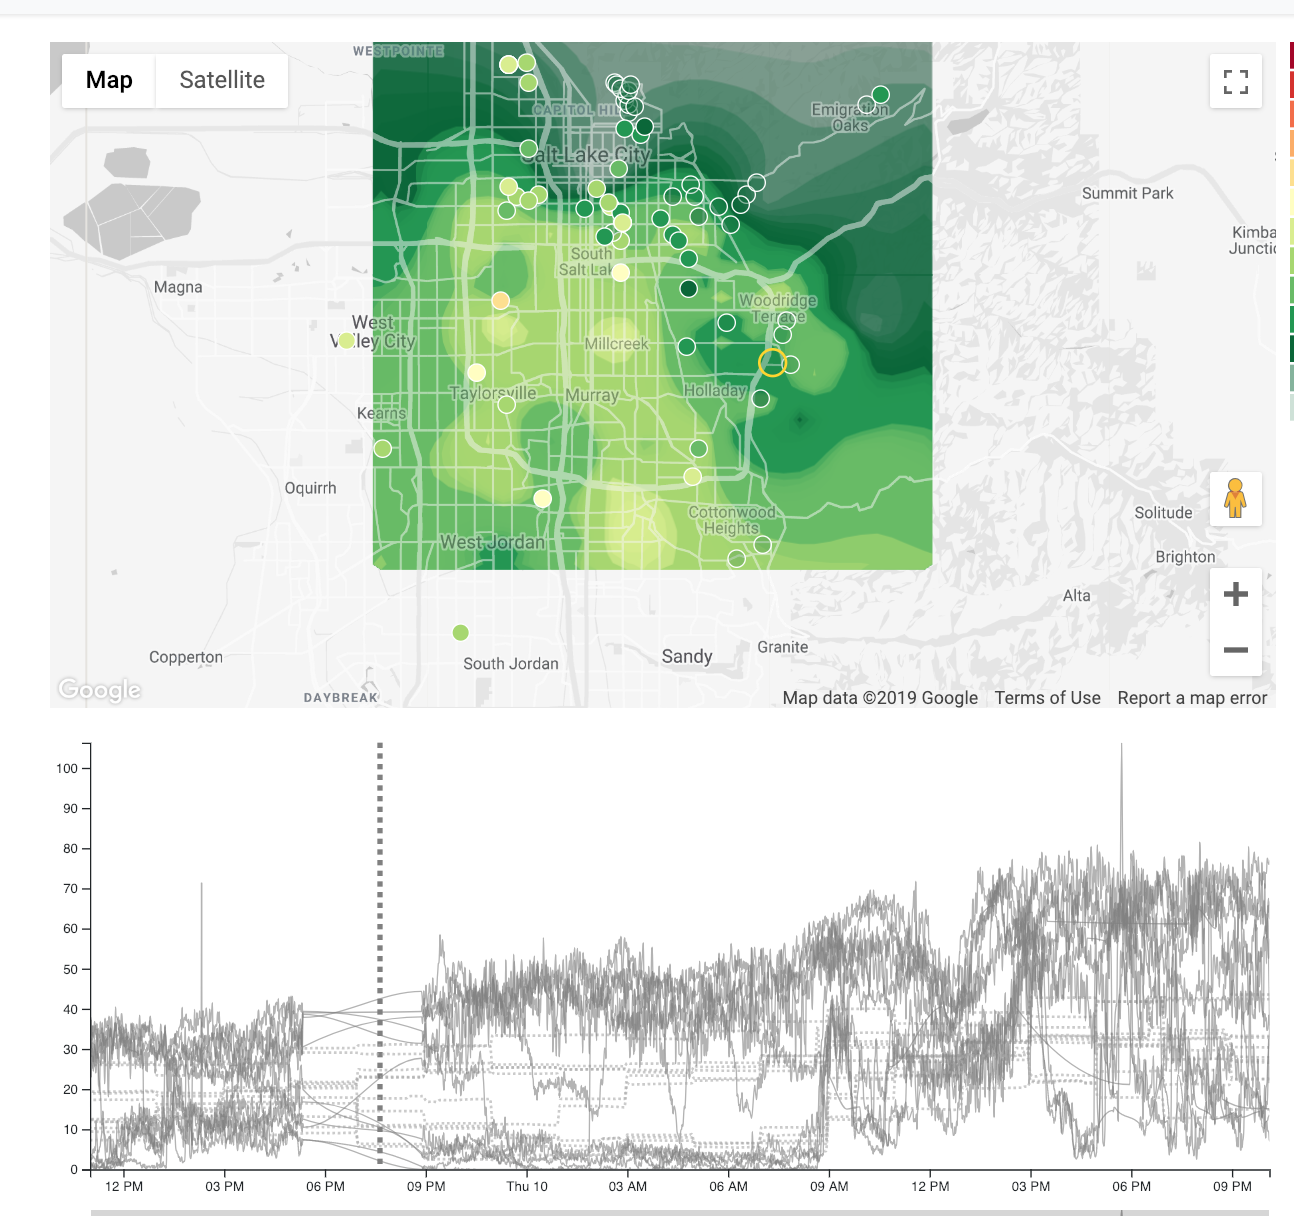 WESTPOINTE
Map
Satellite
CAPITOL HILL
Emigration
Oaks
Salt Lake City
Summit Park
Kimba
Junctio
Magna
South
Salt Lake
West
Valley City
Woodridge
Terrace
Millcreek
Taylorsville
Murray
Holladay
Kearns
Oquirrh
Cottonwood
Heights
Solitude
West Jordan
Brighton
Alta
Copperton
South Jordan
Sandy
Granite
Google
DAYBREAK
Map data ©2019 Google
Terms of Use
Report a map error
100
90
80
70
60
50
40
30
20
10
0
12 PM
03 PM
06 PM
09 PM
Thu 10
03 AM
06 AM
09 AM
12 PM
03 PM
06 PM
09 PM